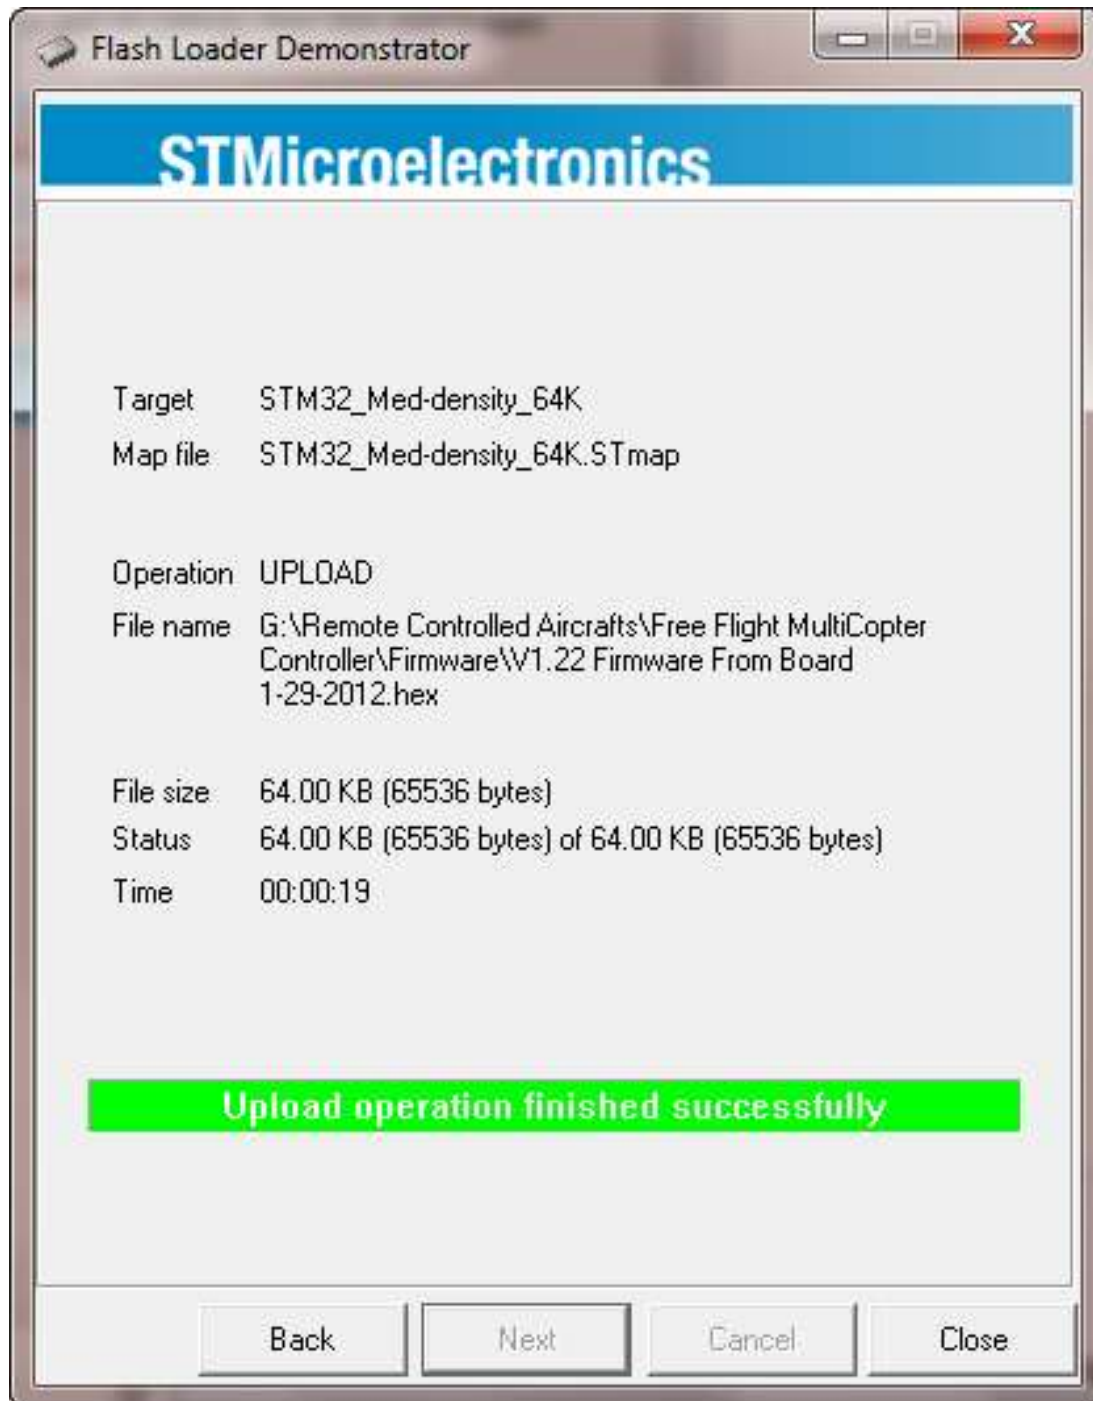 Flash Loader Demonstrator
STMicroelectronics
Target STM32_Med-density_64K
Map file STM32_Med-density_64K.STmap
Operation UPLOAD
File name G:\Remote Controlled Aircrafts\Free Flight MultiCopter
Controller\Firmware\V1.22 Firmware From Board
1-29-2012.hex
File size 64.00 KB (65536 bytes)
Status 64.00 KB (65536 bytes) of 64.00 KB (65536 bytes)
Time 00:00:19
Upload operation finished successfully
Back Next Cancel Close